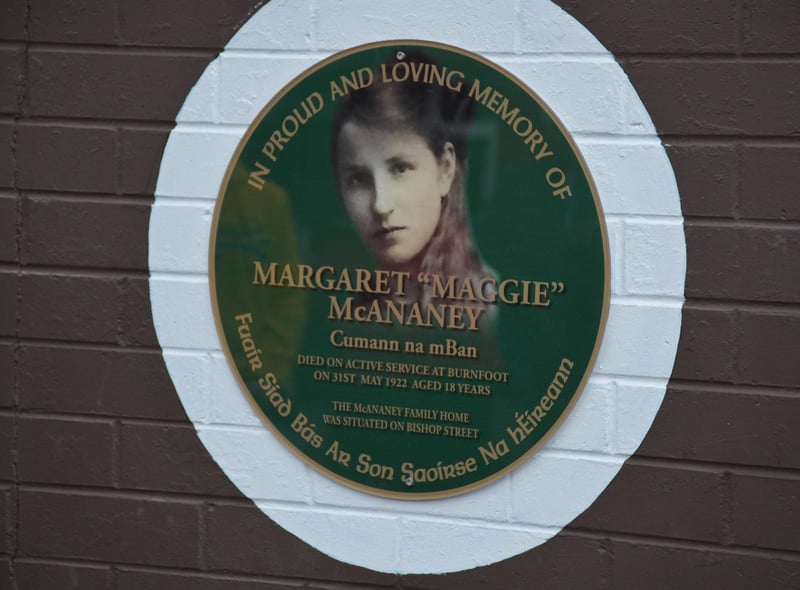 IN PROUD AND LOVING MEMORY OF
MARGARET “MAGGIE”
McANANEY
Cumann na mBan
DIED ON ACTIVE SERVICE AT BURNFOOT
ON 31ST MAY 1922 AGED 18 YEARS
THE McANANEY FAMILY HOME
WAS SITUATED ON BISHOP STREET
Fuair Siad Bás Ar Son Saoirse Na hÉireann